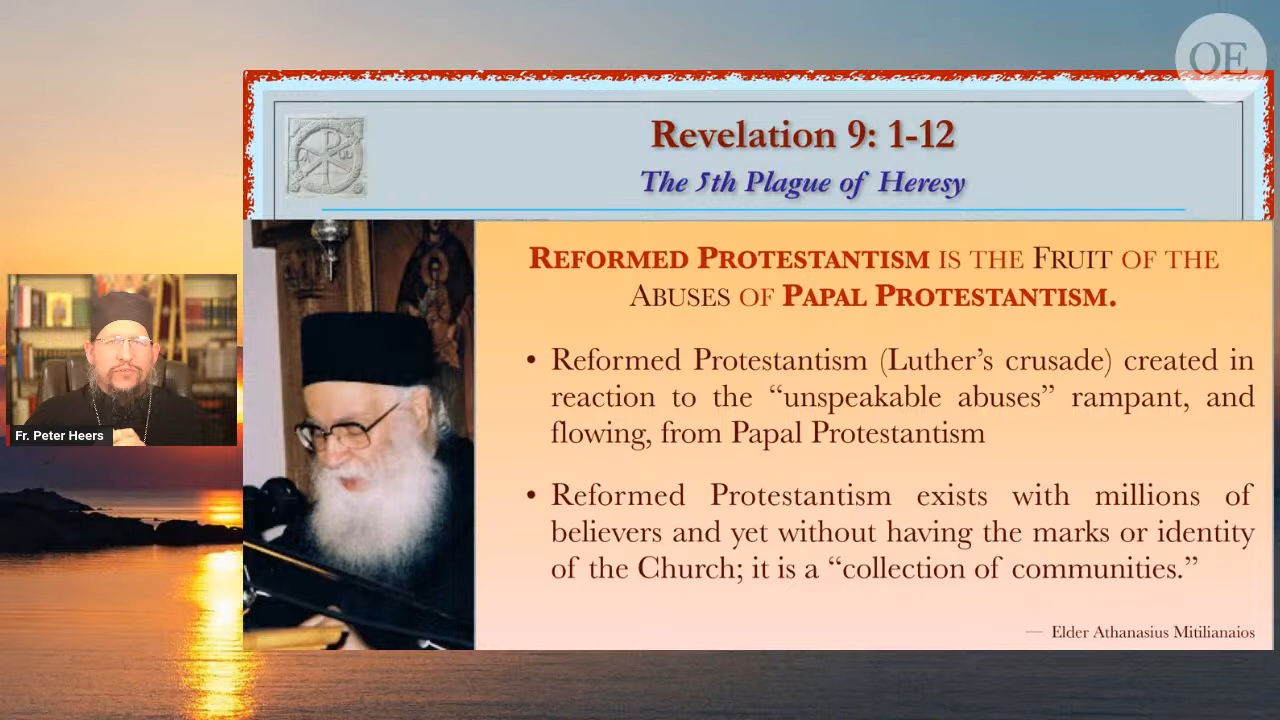 OE
Revelation 9: 1-12
The 5th Plague of Heresy
REFORMED PROTESTANTISM IS THE FRUIT OF THE
ABUSES OF PAPAL PROTESTANTISM.
• Reformed Protestantism (Luther’s crusade) created in
reaction to the “unspeakable abuses” rampant, and
flowing, from Papal Protestantism
• Reformed Protestantism exists with millions of
believers and yet without having the marks or identity
of the Church; it is a “collection of communities.”
— Elder Athanasius Mitilianaios
Fr. Peter Heers